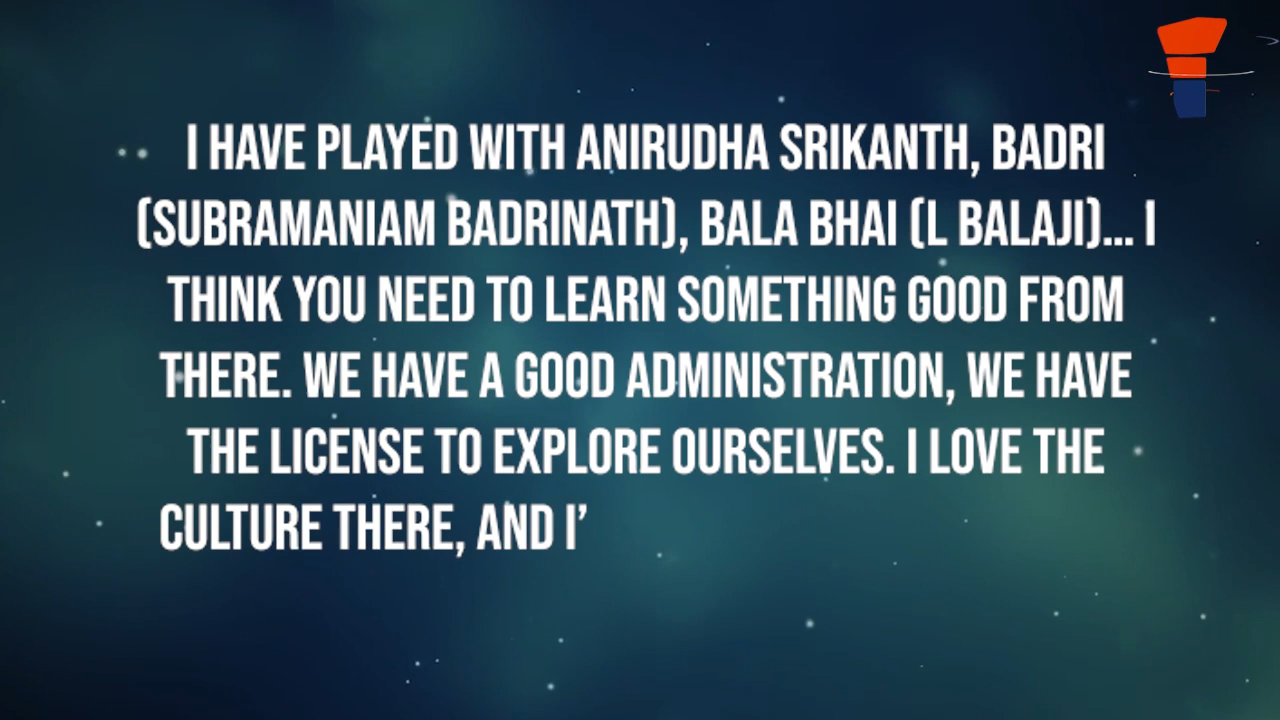 I HAVE PLAYED WITH ANIRUDHA SRIKANTH, BADRI
(SUBRAMANIAM BADRINATH), BALA BHAI (L BALAJI)... I
THINK YOU NEED TO LEARN SOMETHING GOOD FROM
THERE. WE HAVE A GOOD ADMINISTRATION, WE HAVE
THE LICENSE TO EXPLORE OURSELVES. I LOVE THE
CULTURE THERE, AND I’